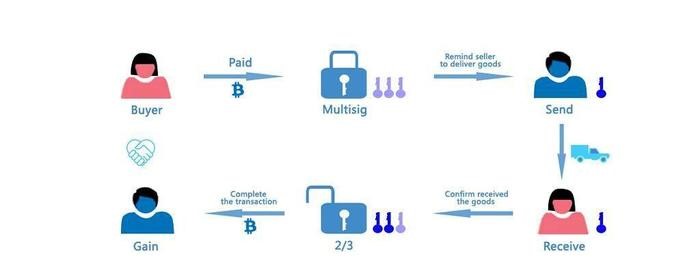 Paid
Remind seller
to deliver goods
Buyer
Multisig
Send
Complete
the transaction
Confirm received
the goods
Gain
2/3
Receive